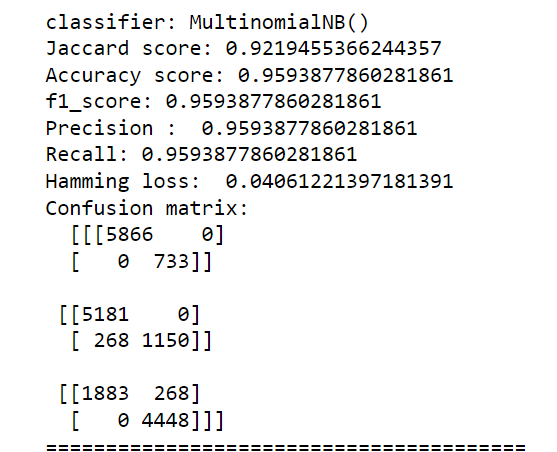 classifier: MultinomialNB()
Jaccard score: 0.9219455366244357
Accuracy score: 0.9593877860281861
f1_score: 0.9593877860281861
Precision :  0.9593877860281861
Recall: 0.9593877860281861
Hamming loss:  0.04061221397181391
Confusion matrix:
  [[[5866    0]
  [   0  733]]

 [[5181    0]
  [ 268 1150]]

 [[1883  268]
  [   0 4448]]]
========================================